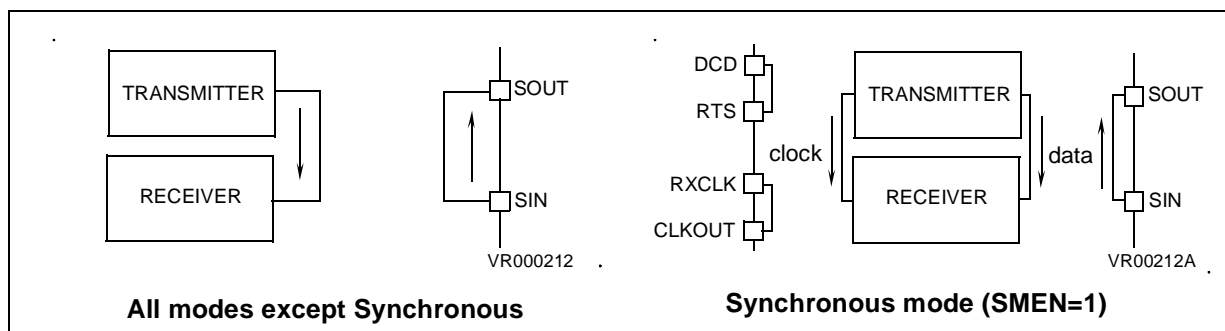 TRANSMITTER
RECEIVER
SOUT
SIN
VR000212
All modes except Synchronous
DCD
RTS
RXCLK
CLKOUT
clock
TRANSMITTER
RECEIVER
data
SOUT
SIN
VR00212A
Synchronous mode (SMEN=1)